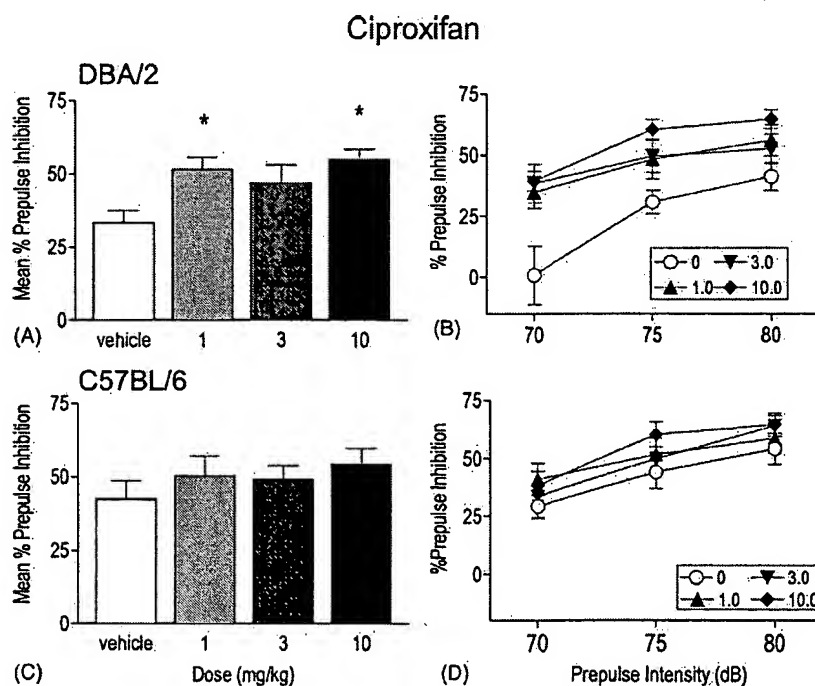 Ciproxifan
DBA/2
Mean % Prepulse Inhibition
75
50
25
0
*
*
(A)
vehicle
1
3
10
% Prepulse Inhibition
75
50
25
0
0
3.0
1.0
10.0
(B)
70
75
80
C57BL/6
Mean % Prepulse Inhibition
75
50
25
0
(C)
vehicle
1
3
10
Dose (mg/kg)
%Prepulse Inhibition
75
50
25
0
0
3.0
1.0
10.0
(D)
70
75
80
Prepulse Intensity (dB)